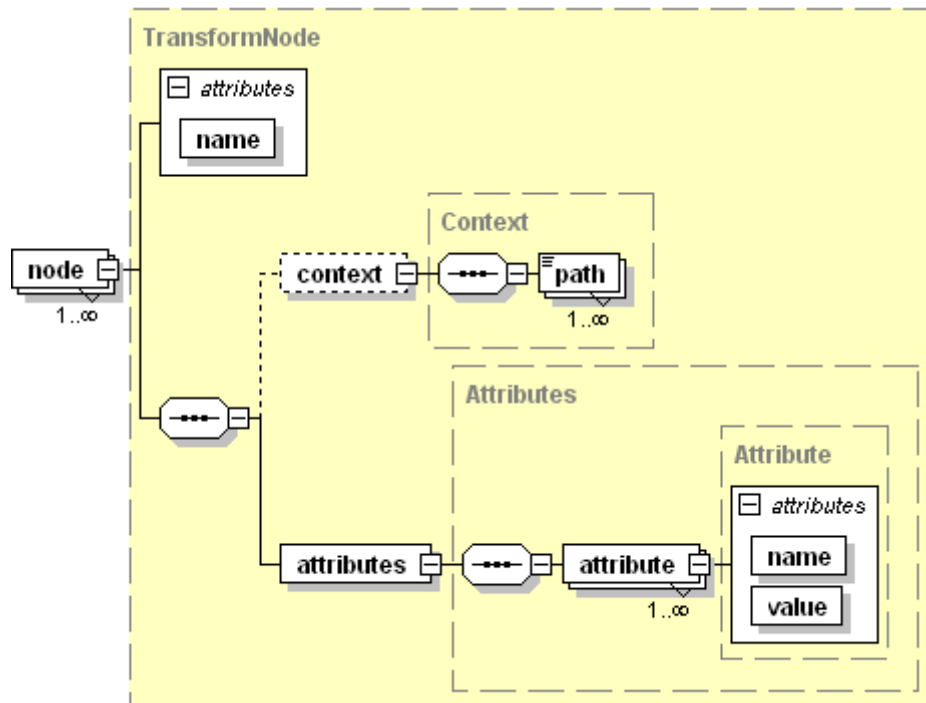 TransformNode
attributes
name
node
1..∞
Context
context
path
1..∞
Attributes
Attribute
attributes
name
value
attributes
attribute
1..∞